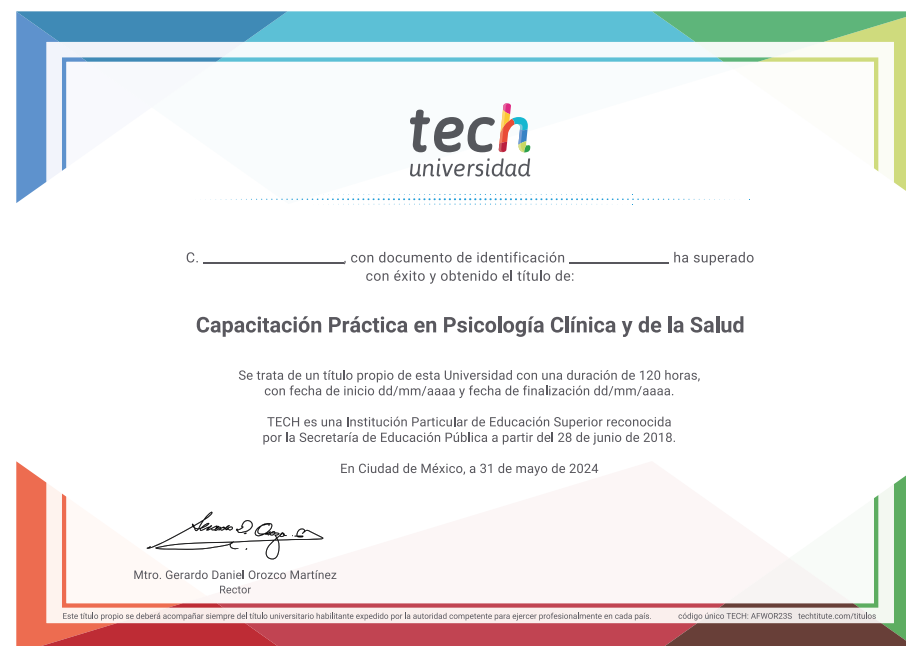 tech
universidad
C. ____________________, con documento de identificación ______________ ha superado
con éxito y obtenido el título de:
Capacitación Práctica en Psicología Clínica y de la Salud
Se trata de un título propio de esta Universidad con una duración de 120 horas,
con fecha de inicio dd/mm/aaaa y fecha de finalización dd/mm/aaaa.
TECH es una Institución Particular de Educación Superior reconocida
por la Secretaría de Educación Pública a partir del 28 de junio de 2018.
En Ciudad de México, a 31 de mayo de 2024
Mtro. Gerardo Daniel Orozco Martínez
Rector
Este título propio se deberá acompañar siempre del título universitario habilitante expedido por la autoridad competente para ejercer profesionalmente en cada país. código único TECH: AFWOR23S techtitute.com/titulos